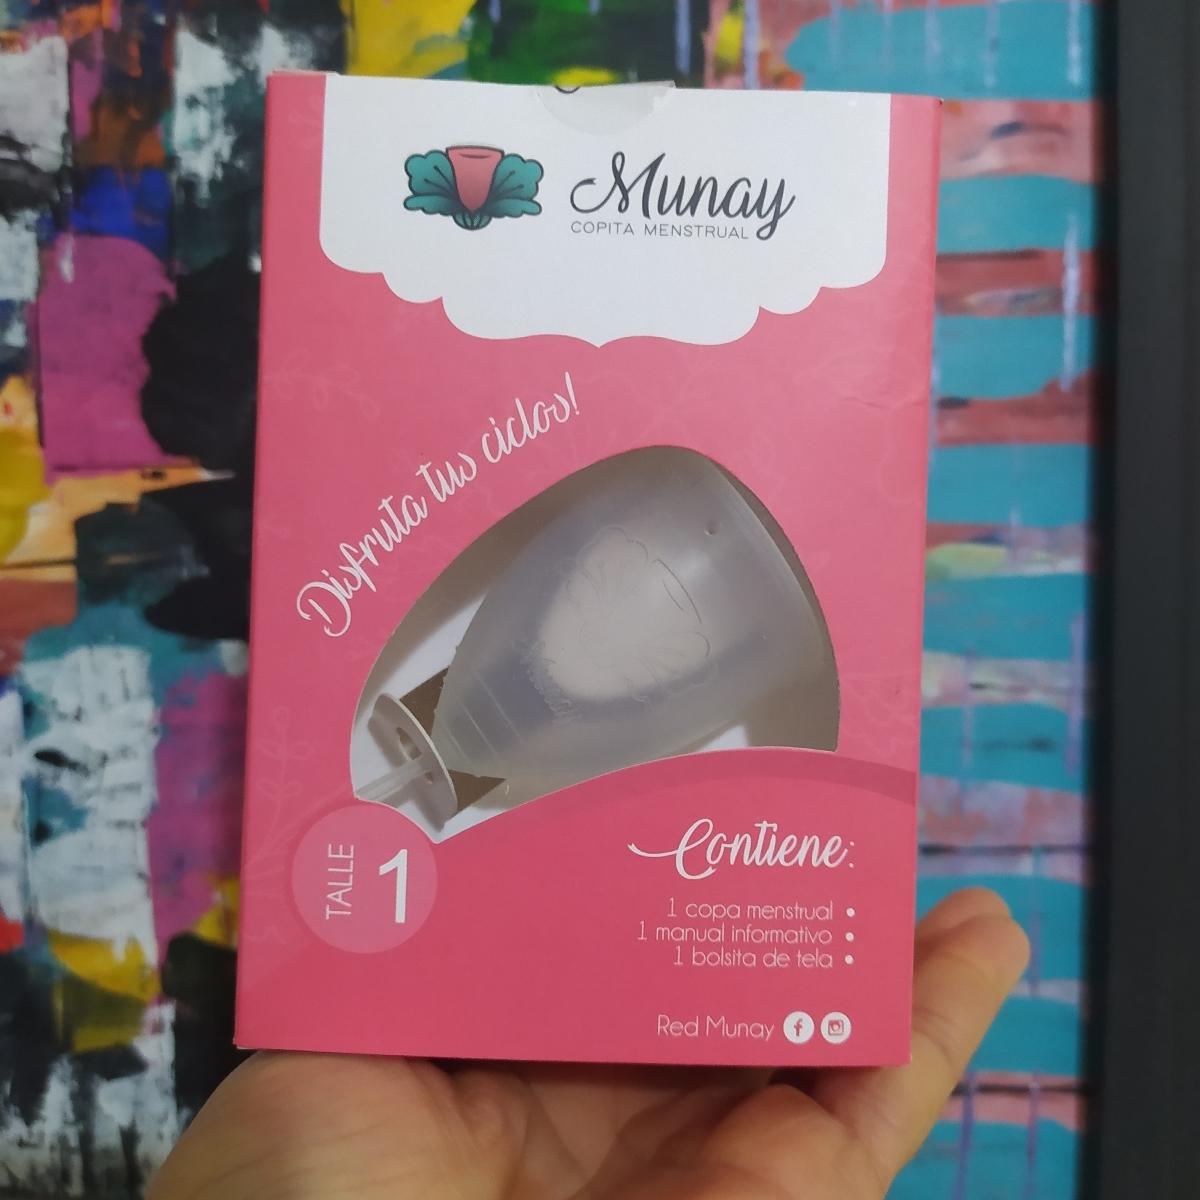 Munay
COPITA MENSTRUAL
Disfruta tus ciclos!
TALLE
1
Contiene:
1 copa menstrual •
1 manual informativo •
1 bolsita de tela •
Red Munay